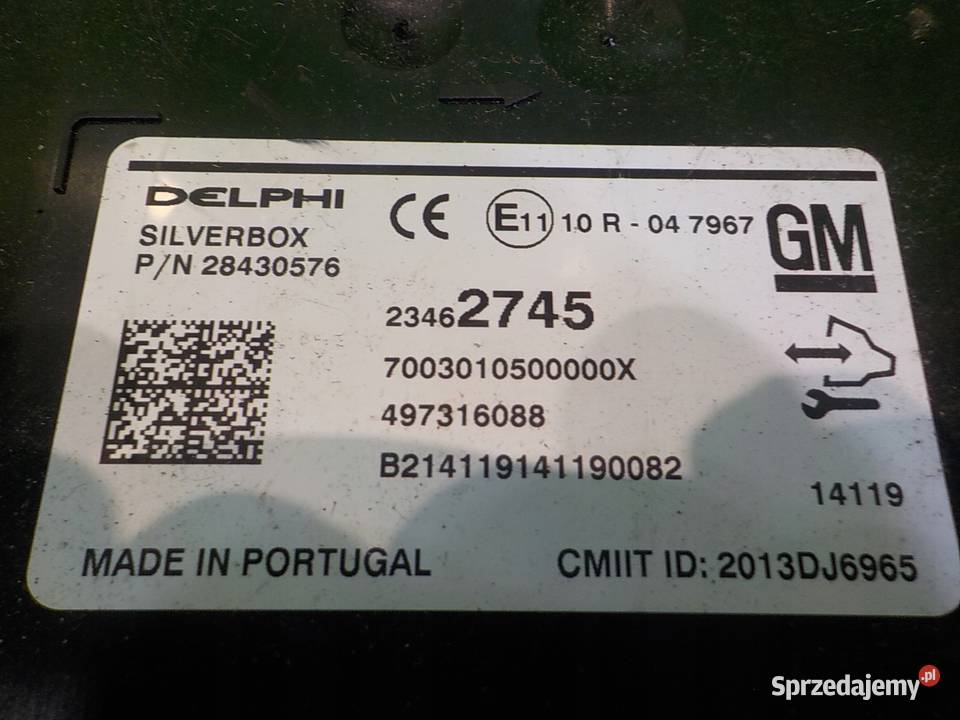 DELPHI
SILVERBOX
P/N 28430576
CE E11 10 R - 04 7967
GM
23462745
7003010500000X
497316088
B214119141190082
14119
MADE IN PORTUGAL
CMIIT ID: 2013DJ6965
Sprzedajemy.pl